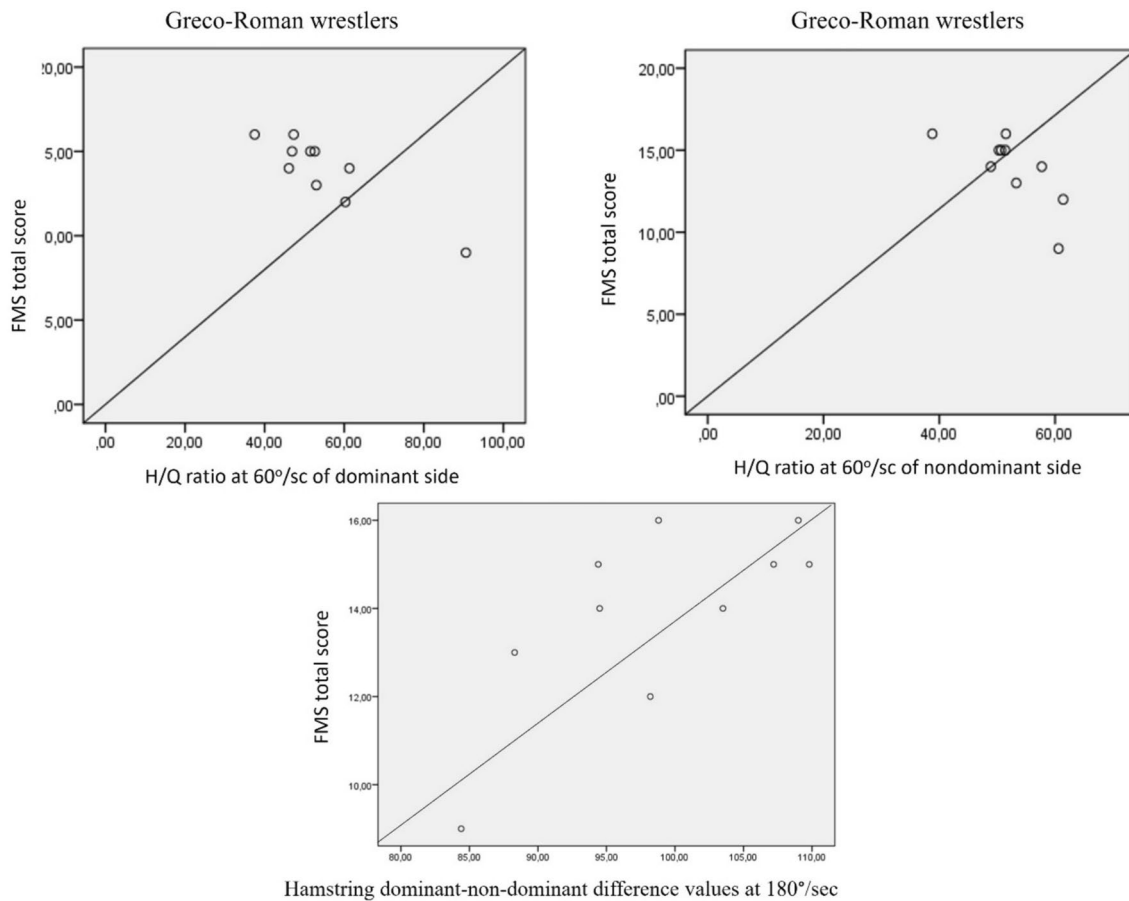 Greco-Roman wrestlers
20,00
5,00
0,00
5,00
,00
FMS total score
,00 20,00 40,00 60,00 80,00 100,00
H/Q ratio at 60°/sc of dominant side
Greco-Roman wrestlers
20,00
15,00
10,00
5,00
,00
FMS total score
,00 20,00 40,00 60,00
H/Q ratio at 60°/sc of nondominant side
16,00
14,00
12,00
10,00
FMS total score
80,00 85,00 90,00 95,00 100,00 105,00 110,00
Hamstring dominant-non-dominant difference values at 180°/sec